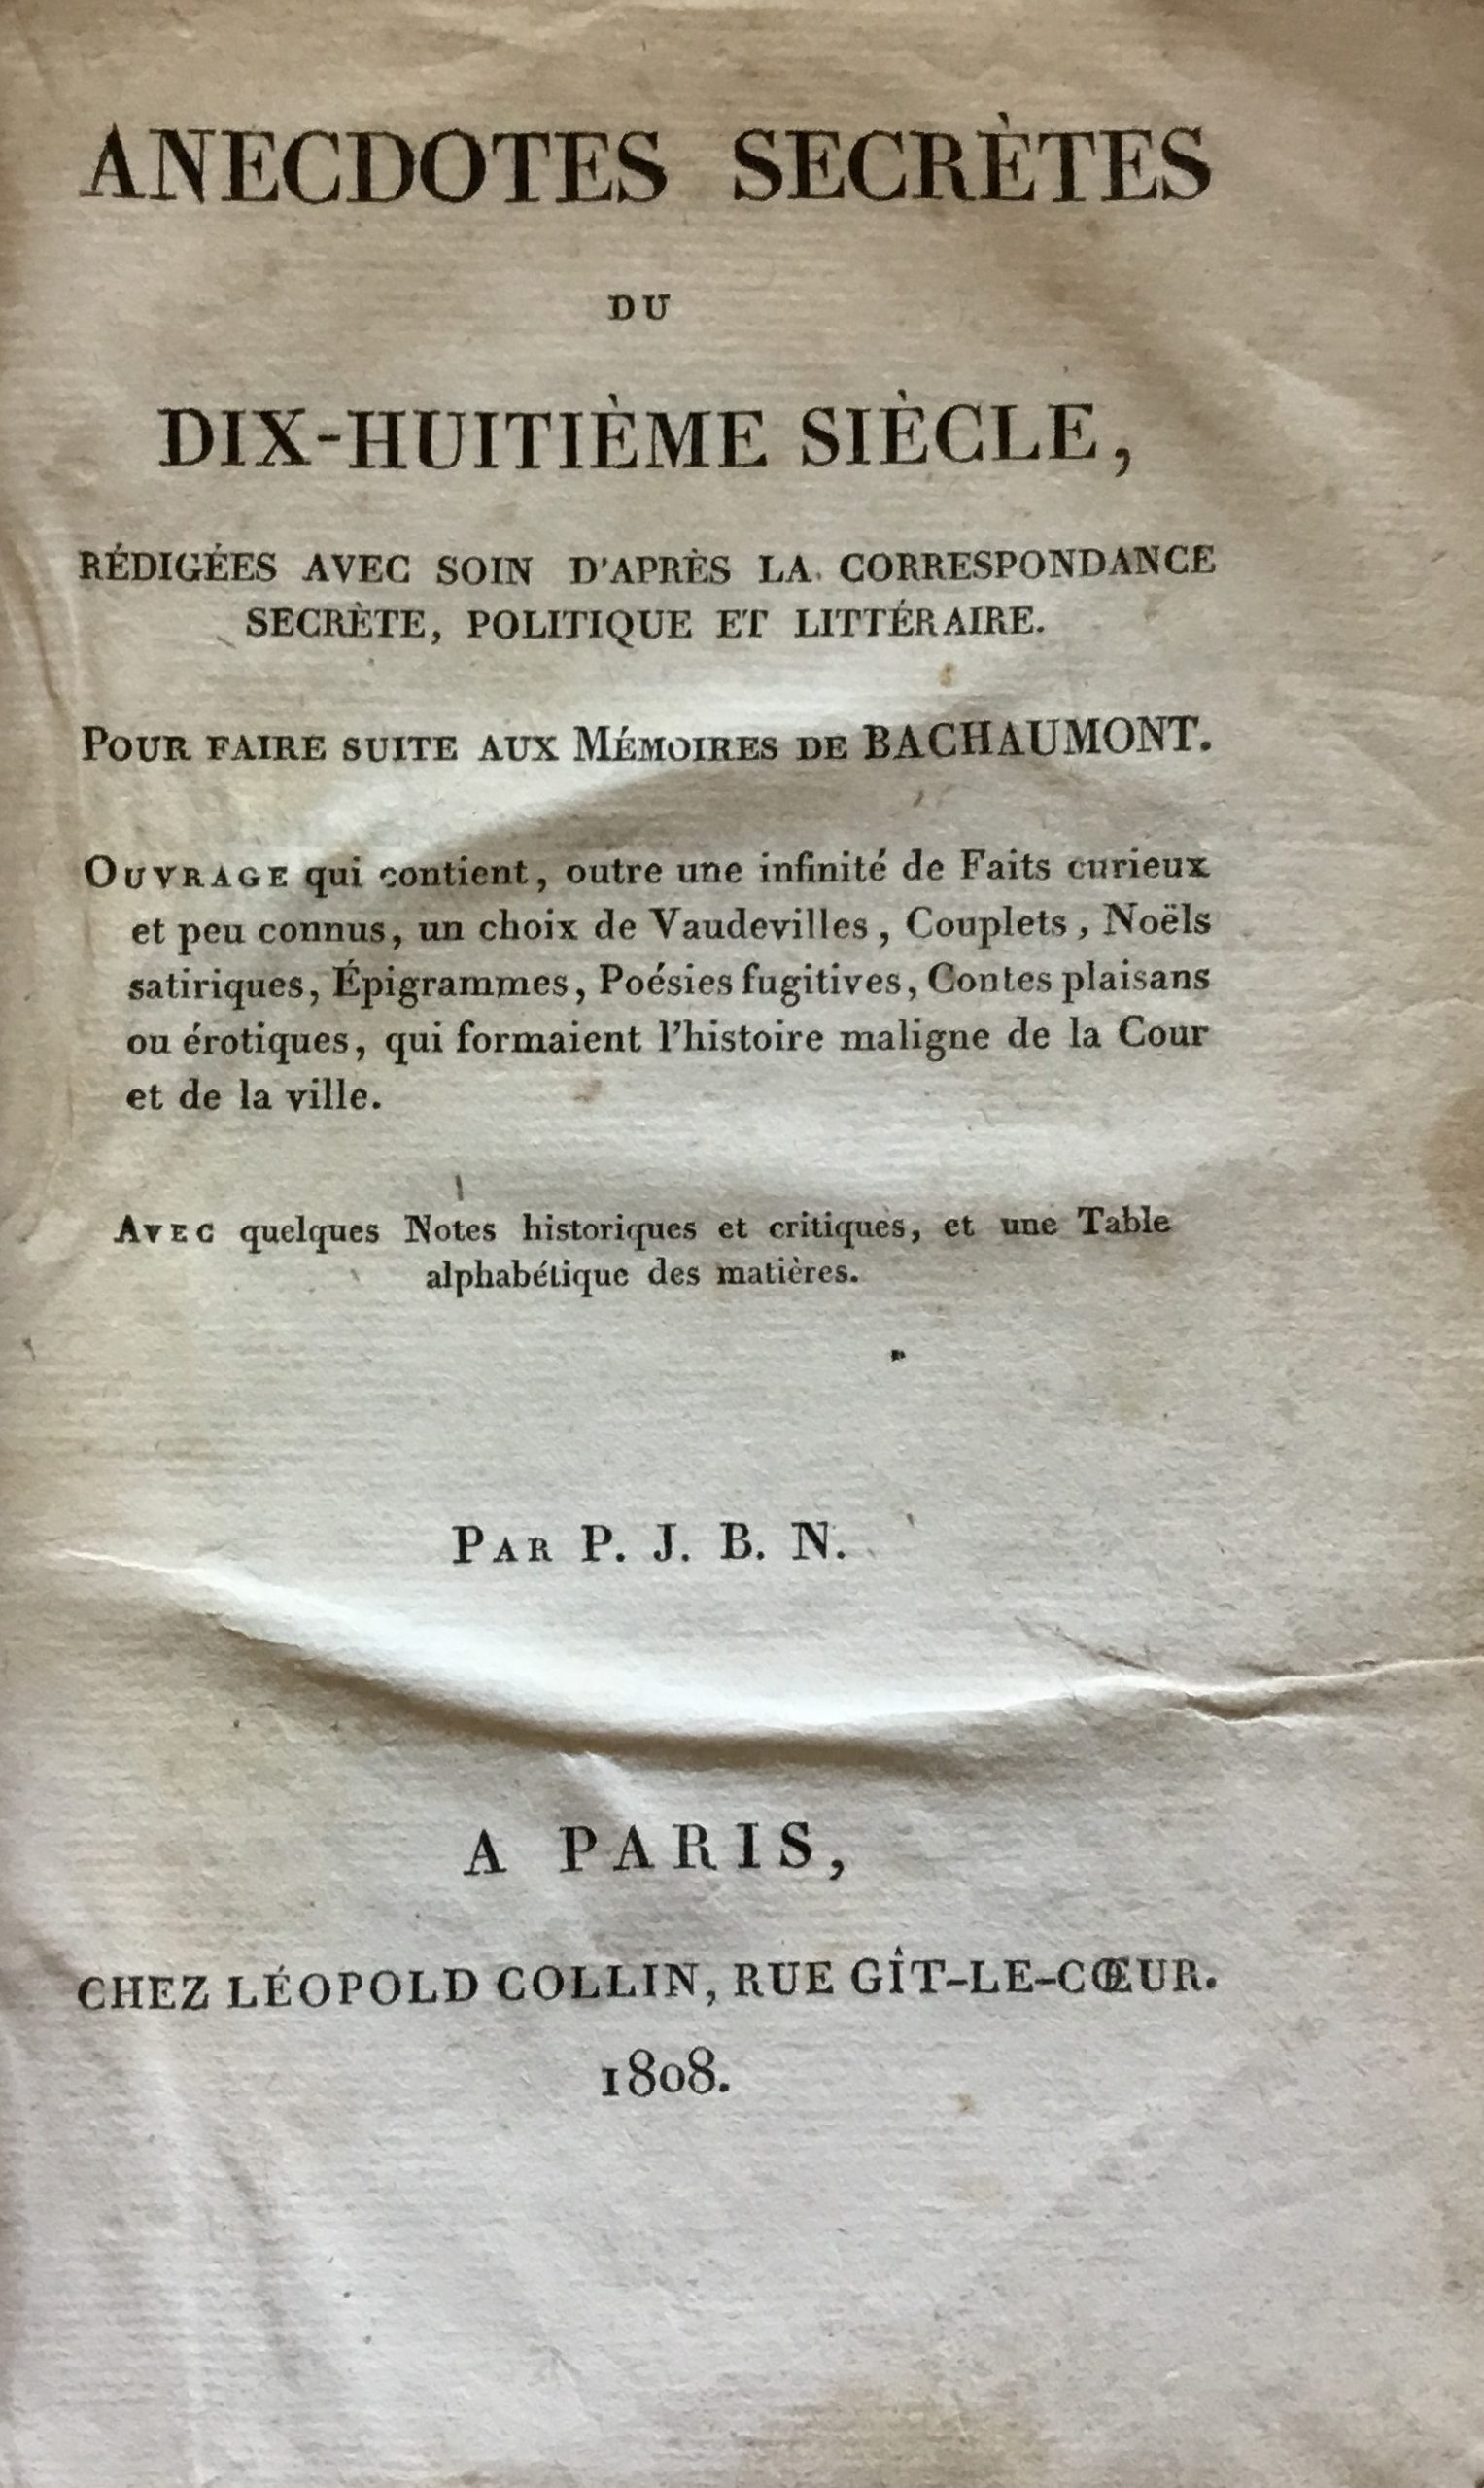 ANECDOTES SECRÈTES
DU
DIX-HUITIÈME SIÈCLE,
RÉDIGÉES AVEC SOIN D'APRÈS LA CORRESPONDANCE
SECRÈTE, POLITIQUE ET LITTÉRAIRE.
POUR FAIRE SUITE AUX MÉMOIRES DE BACHAUMONT.
OUVRAGE qui contient, outre une infinité de Faits curieux
et peu connus, un choix de Vaudevilles, Couplets, Noëls
satiriques, Épigrammes, Poésies fugitives, Contes plaisans
ou érotiques, qui formaient l'histoire maligne de la Cour
et de la ville.
AVEC quelques Notes historiques et critiques, et une Table
alphabétique des matières.
PAR P. J. B. N.
A PARIS,
CHEZ LÉOPOLD COLLIN, RUE GÎT-LE-CŒUR.
1808.